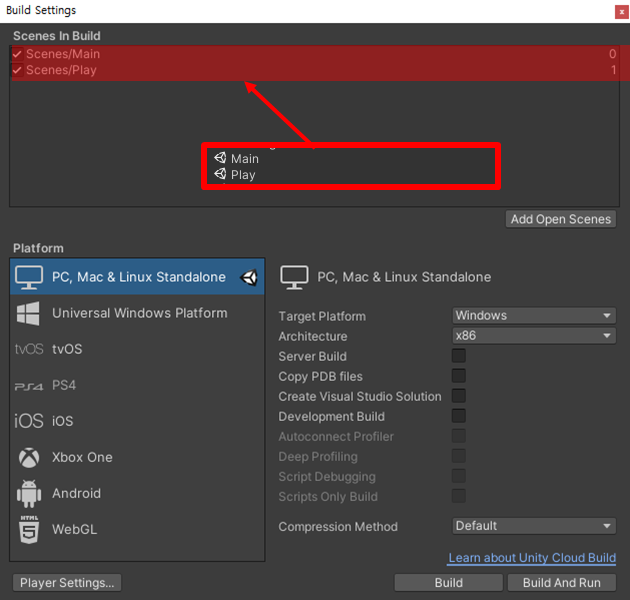 Build Settings
x
Scenes In Build
Scenes/Main 0
Scenes/Play 1
Main
Play
Add Open Scenes
Platform
PC, Mac & Linux Standalone
Universal Windows Platform
tvOS tvOS
PS4 PS4
iOS iOS
Xbox One
Android
HTML 5 WebGL
PC, Mac & Linux Standalone
Target Platform Windows
Architecture x86
Server Build
Copy PDB files
Create Visual Studio Solution
Development Build
Autoconnect Profiler
Deep Profiling
Script Debugging
Scripts Only Build
Compression Method Default
Learn about Unity Cloud Build
Player Settings... Build Build And Run